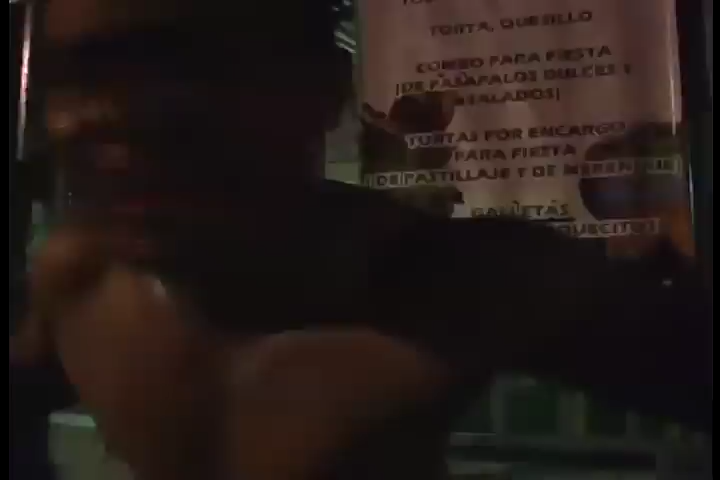 TORTA, QUESILLO
COMBO PARA FIESTA
(DE PASAPALOS DULCES Y
SALADOS)
TORTAS POR ENCARGO
PARA FIESTA
(DE PASTILLAJE Y DE MERENGUE)
GALLETAS